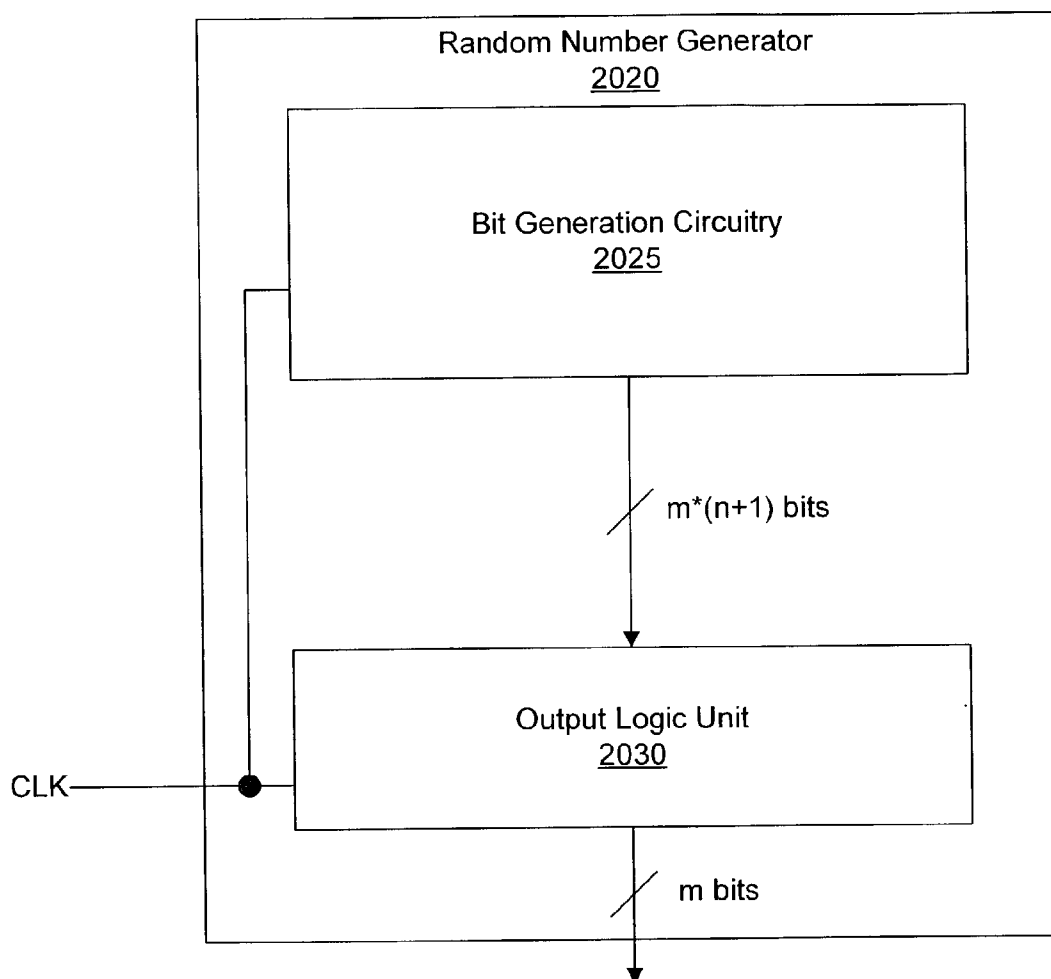 Random Number Generator
2020
Bit Generation Circuitry
2025
m*(n+1) bits
Output Logic Unit
2030
CLK
m bits